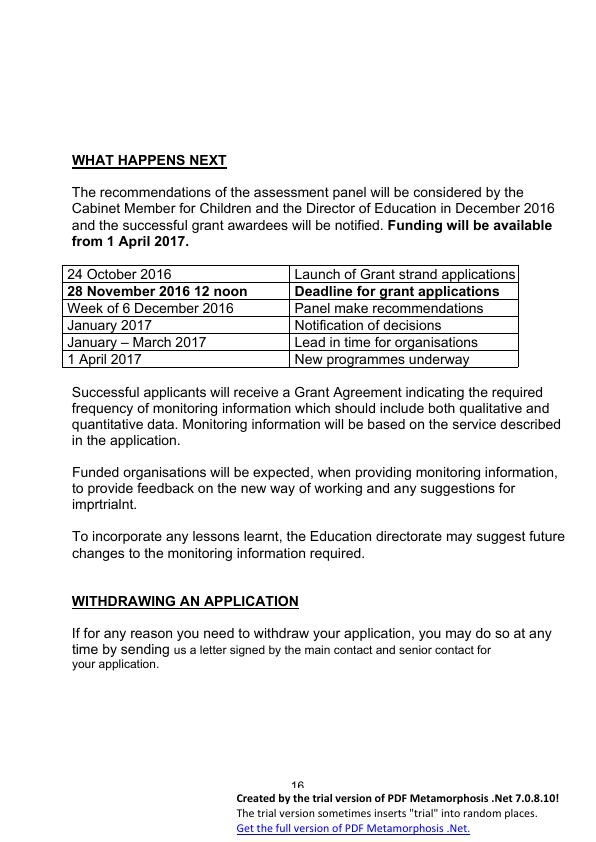 WHAT HAPPENS NEXT
The recommendations of the assessment panel will be considered by the
Cabinet Member for Children and the Director of Education in December 2016
and the successful grant awardees will be notified. Funding will be available
from 1 April 2017.
24 October 2016 Launch of Grant strand applications
28 November 2016 12 noon Deadline for grant applications
Week of 6 December 2016 Panel make recommendations
January 2017 Notification of decisions
January – March 2017 Lead in time for organisations
1 April 2017 New programmes underway
Successful applicants will receive a Grant Agreement indicating the required
frequency of monitoring information which should include both qualitative and
quantitative data. Monitoring information will be based on the service described
in the application.
Funded organisations will be expected, when providing monitoring information,
to provide feedback on the new way of working and any suggestions for
imprtrialnt.
To incorporate any lessons learnt, the Education directorate may suggest future
changes to the monitoring information required.
WITHDRAWING AN APPLICATION
If for any reason you need to withdraw your application, you may do so at any
time by sending us a letter signed by the main contact and senior contact for
your application.
16
Created by the trial version of PDF Metamorphosis .Net 7.0.8.10!
The trial version sometimes inserts "trial" into random places.
Get the full version of PDF Metamorphosis .Net.